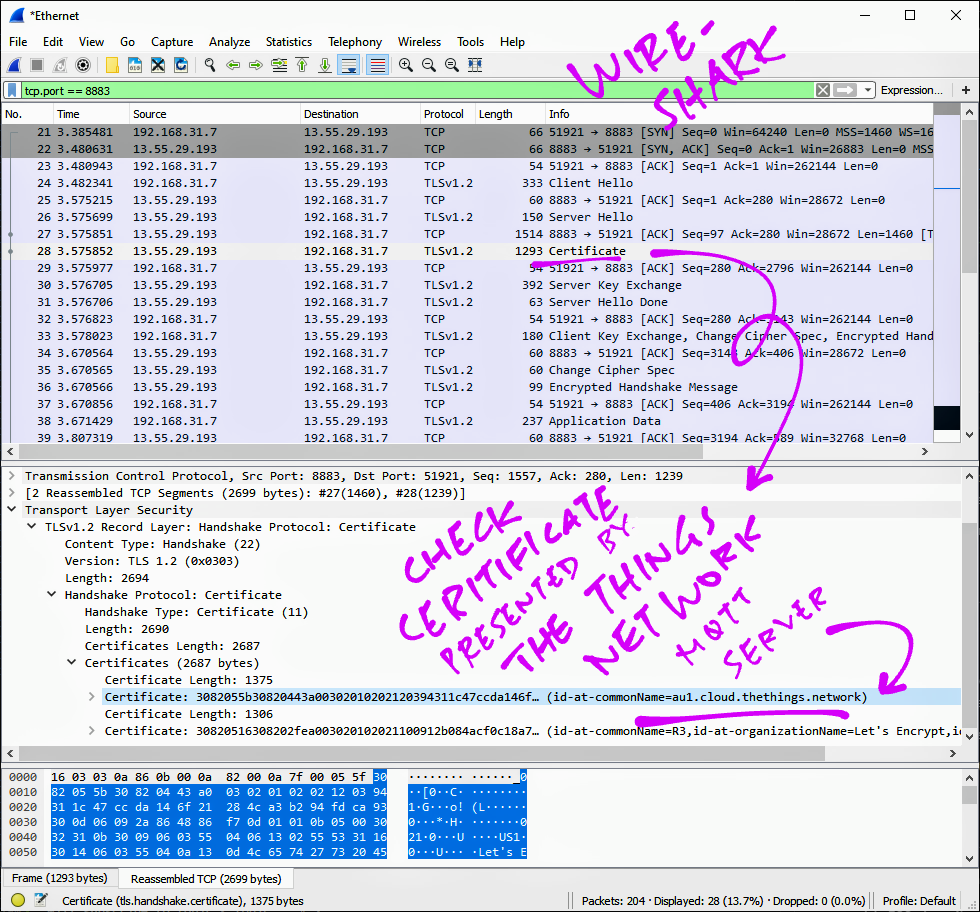 *Ethernet
File Edit View Go Capture Analyze Statistics Telephony Wireless Tools Help
tcp.port == 8883 Expression... +
WIRE-
SHARK
No. Time Source Destination Protocol Length Info
21 3.385481 192.168.31.7 13.55.29.193 TCP 66 51921 → 8883 [SYN] Seq=0 Win=64240 Len=0 MSS=1460 WS=16
22 3.480631 13.55.29.193 192.168.31.7 TCP 66 8883 → 51921 [SYN, ACK] Seq=0 Ack=1 Win=26883 Len=0 MSS
23 3.480943 192.168.31.7 13.55.29.193 TCP 54 51921 → 8883 [ACK] Seq=1 Ack=1 Win=262144 Len=0
24 3.482341 192.168.31.7 13.55.29.193 TLSv1.2 333 Client Hello
25 3.575215 13.55.29.193 192.168.31.7 TCP 60 8883 → 51921 [ACK] Seq=1 Ack=280 Win=28672 Len=0
26 3.575699 13.55.29.193 192.168.31.7 TLSv1.2 150 Server Hello
27 3.575851 13.55.29.193 192.168.31.7 TCP 1514 8883 → 51921 [ACK] Seq=97 Ack=280 Win=28672 Len=1460 [T
28 3.575852 13.55.29.193 192.168.31.7 TLSv1.2 1293 Certificate
29 3.575977 192.168.31.7 13.55.29.193 TCP 54 51921 → 8883 [ACK] Seq=280 Ack=2796 Win=262144 Len=0
30 3.576705 13.55.29.193 192.168.31.7 TLSv1.2 392 Server Key Exchange
31 3.576706 13.55.29.193 192.168.31.7 TLSv1.2 63 Server Hello Done
32 3.576823 192.168.31.7 13.55.29.193 TCP 54 51921 → 8883 [ACK] Seq=280 Ack=3143 Win=262144 Len=0
33 3.578023 192.168.31.7 13.55.29.193 TLSv1.2 180 Client Key Exchange, Change Cipher Spec, Encrypted Hand
34 3.670564 13.55.29.193 192.168.31.7 TCP 60 8883 → 51921 [ACK] Seq=3143 Ack=406 Win=28672 Len=0
35 3.670565 13.55.29.193 192.168.31.7 TLSv1.2 60 Change Cipher Spec
36 3.670566 13.55.29.193 192.168.31.7 TLSv1.2 99 Encrypted Handshake Message
37 3.670856 192.168.31.7 13.55.29.193 TCP 54 51921 → 8883 [ACK] Seq=406 Ack=3194 Win=262144 Len=0
38 3.671429 192.168.31.7 13.55.29.193 TLSv1.2 237 Application Data
39 3.807319 13.55.29.193 192.168.31.7 TCP 60 8883 → 51921 [ACK] Seq=3194 Ack=589 Win=32768 Len=0
Transmission Control Protocol, Src Port: 8883, Dst Port: 51921, Seq: 1557, Ack: 280, Len: 1239
[2 Reassembled TCP Segments (2699 bytes): #27(1460), #28(1239)]
Transport Layer Security
TLSv1.2 Record Layer: Handshake Protocol: Certificate
Content Type: Handshake (22)
Version: TLS 1.2 (0x0303)
Length: 2694
Handshake Protocol: Certificate
Handshake Type: Certificate (11)
Length: 2690
Certificates Length: 2687
Certificates (2687 bytes)
Certificate Length: 1375
Certificate: 3082055b30820443a00302010202120394311c47ccda146f… (id-at-commonName=au1.cloud.thethings.network)
Certificate Length: 1306
Certificate: 30820516308202fea003020102021100912b084acf0c18a7… (id-at-commonName=R3,id-at-organizationName=Let's Encrypt,i
CHECK
CERITIFICATE
PRESENTED BY
THE THINGS
NETWORK
MQTT
SERVER
0000 16 03 03 0a 86 0b 00 0a 82 00 0a 7f 00 05 5f 30 ········ ······_0
0010 82 05 5b 30 82 04 43 a0 03 02 01 02 02 12 03 94 ··[0··C· ········
0020 31 1c 47 cc da 14 6f 21 28 4c a3 b2 94 fd ca 93 1·G···o! (L······
0030 30 0d 06 09 2a 86 48 86 f7 0d 01 01 0b 05 00 30 0···*·H· ·······0
0040 32 31 0b 30 09 06 03 55 04 06 13 02 55 53 31 16 21·0···U ····US1·
0050 30 14 06 03 55 04 0a 13 0d 4c 65 74 27 73 20 45 0···U··· ·Let's E
Frame (1293 bytes) Reassembled TCP (2699 bytes)
Certificate (tls.handshake.certificate), 1375 bytes Packets: 204 · Displayed: 28 (13.7%) · Dropped: 0 (0.0%) Profile: Default